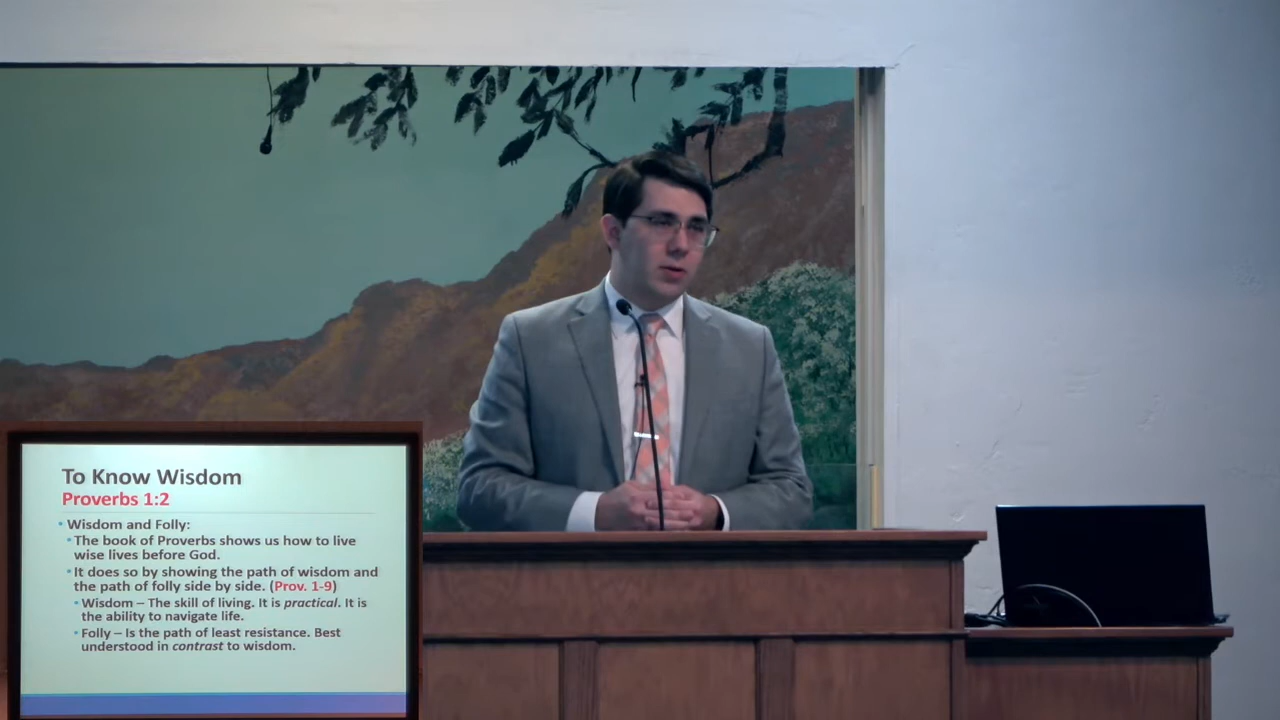 To Know Wisdom
Proverbs 1:2
• Wisdom and Folly:
• The book of Proverbs shows us how to live
wise lives before God.
• It does so by showing the path of wisdom and
the path of folly side by side. (Prov. 1-9)
• Wisdom – The skill of living. It is practical. It is
the ability to navigate life.
• Folly – Is the path of least resistance. Best
understood in contrast to wisdom.